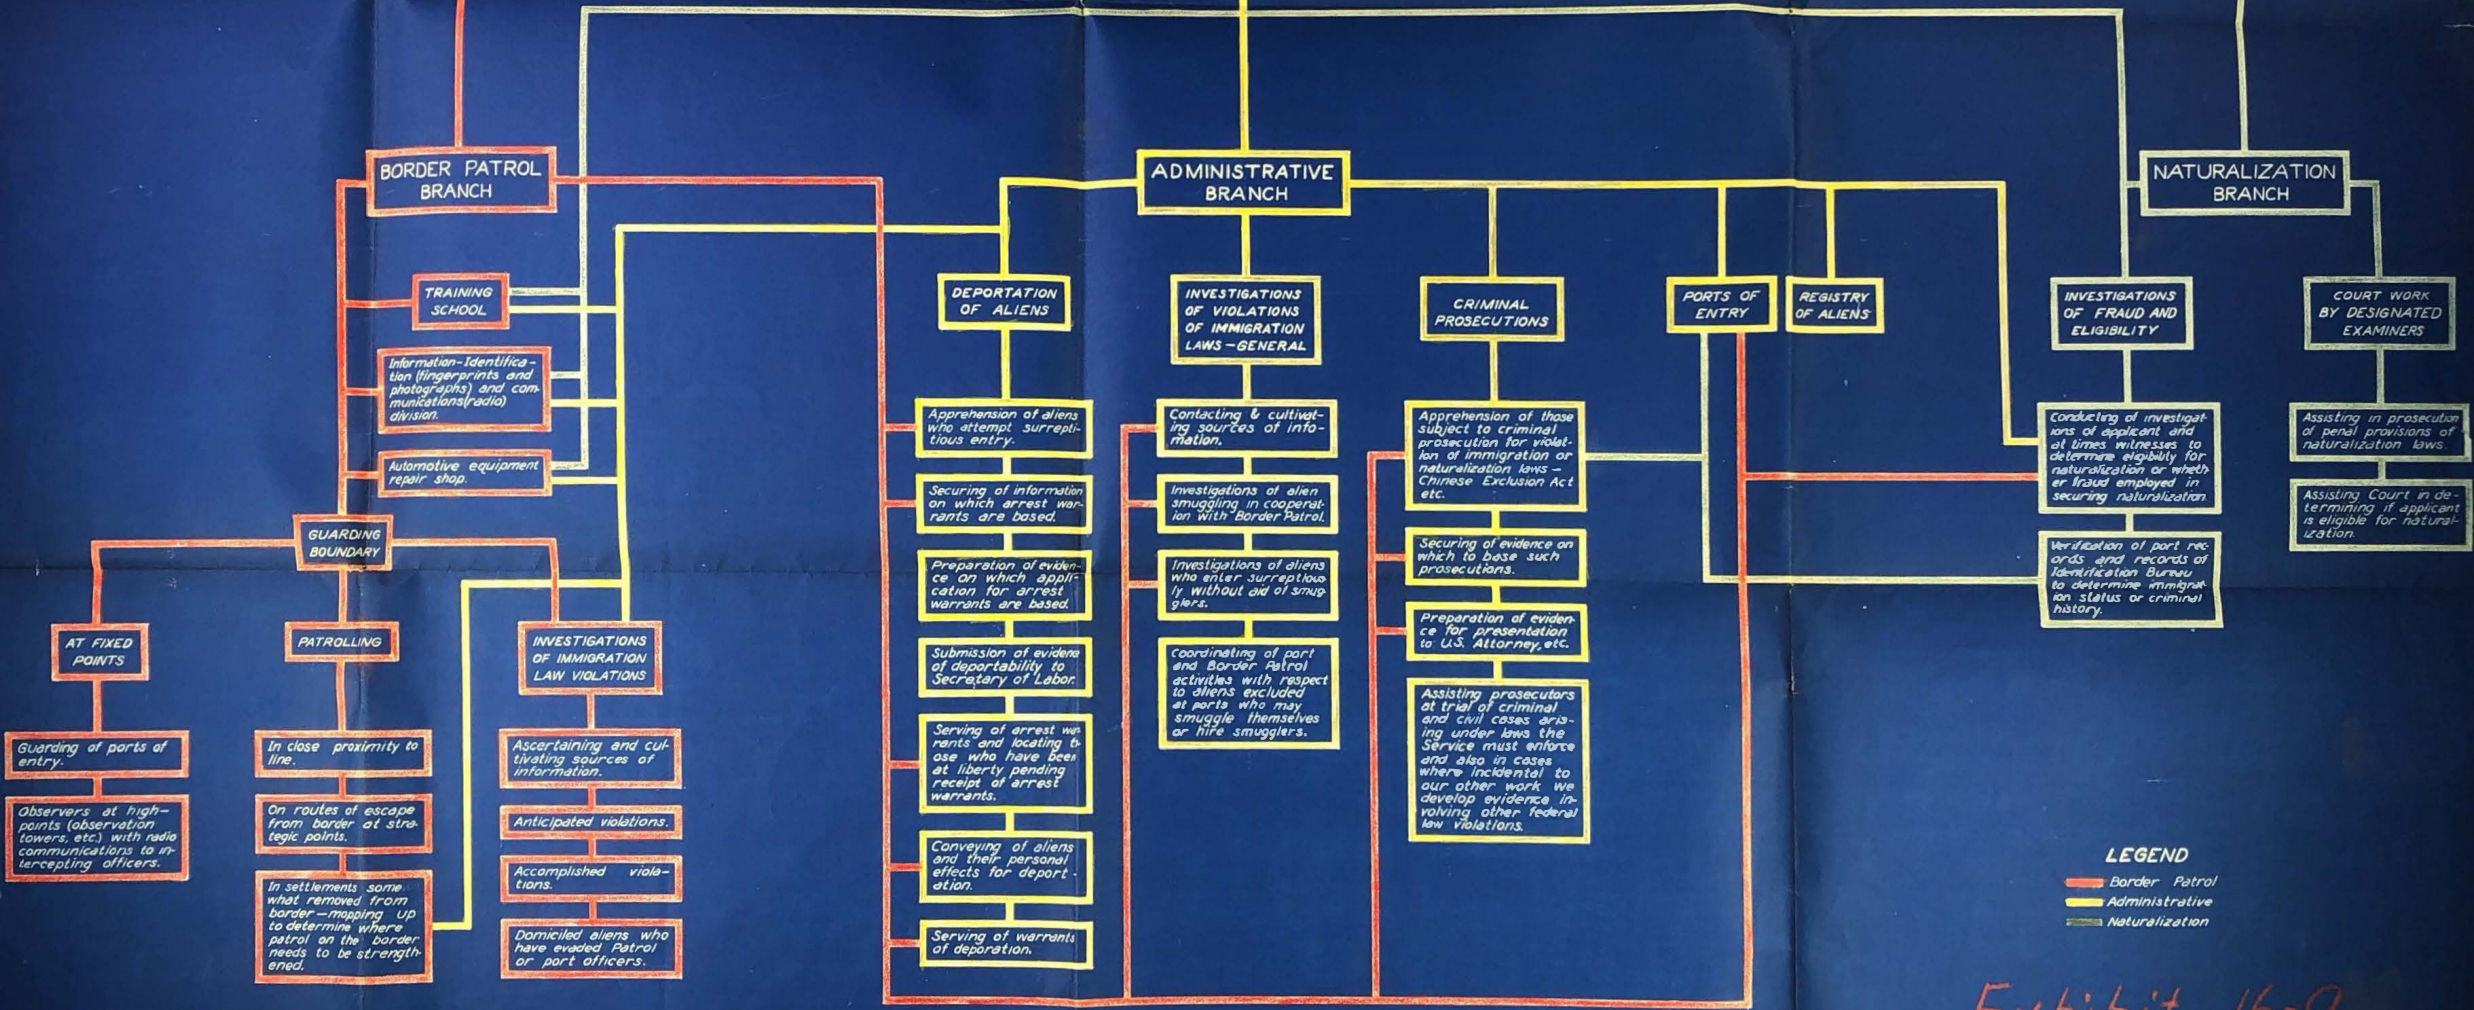 BORDER PATROL
BRANCH
TRAINING
SCHOOL
Information-Identifica-
tion (fingerprints and
photographs) and com-
munications(radio)
division.
Automotive equipment
repair shop.
GUARDING
BOUNDARY
AT FIXED
POINTS
Guarding of ports of
entry.
Observers at high-
points (observation
towers, etc.) with radio
communications to in-
tercepting officers.
PATROLLING
In close proximity to
line.
On routes of escape
from border at stra-
tegic points.
In settlements some
what removed from
border—mopping up
to determine where
patrol on the border
needs to be strength-
ened.
INVESTIGATIONS
OF IMMIGRATION
LAW VIOLATIONS
Ascertaining and cul-
tivating sources of
information.
Anticipated violations.
Accomplished viola-
tions.
Domiciled aliens who
have evaded Patrol
or port officers.
ADMINISTRATIVE
BRANCH
DEPORTATION
OF ALIENS
Apprehension of aliens
who attempt surrepti-
tious entry.
Securing of information
on which arrest war-
rants are based.
Preparation of eviden-
ce on which appli-
cation for arrest
warrants are based.
Submission of evidence
of deportability to
Secretary of Labor.
Serving of arrest wa-
rrants and locating th-
ose who have been
at liberty pending
receipt of arrest
warrants.
Conveying of aliens
and their personal
effects for deport-
ation.
Serving of warrants
of deporation.
INVESTIGATIONS
OF VIOLATIONS
OF IMMIGRATION
LAWS—GENERAL
Contacting & cultivat-
ing sources of info-
mation.
Investigations of alien
smuggling in cooperat-
ion with Border Patrol.
Investigations of aliens
who enter surreptious-
ly without aid of smug-
glers.
Coordinating of port
and Border Patrol
activities with respect
to aliens excluded
at ports who may
smuggle themselves
or hire smugglers.
CRIMINAL
PROSECUTIONS
Apprehension of those
subject to criminal
prosecution for violat-
ion of immigration or
naturalization laws—
Chinese Exclusion Act
etc.
Securing of evidence on
which to base such
prosecutions.
Preparation of eviden-
ce for presentation
to U.S. Attorney, etc.
Assisting prosecutors
at trial of criminal
and civil cases aris-
ing under laws the
Service must enforce
and also in cases
where incidental to
our other work we
develop evidence in-
volving other federal
law violations.
PORTS OF
ENTRY
REGISTRY
OF ALIENS
NATURALIZATION
BRANCH
INVESTIGATIONS
OF FRAUD AND
ELIGIBILITY
Conducting of investigat-
ions of applicant and
at times witnesses to
determine eligibility for
naturalization or wheth
er fraud employed in
securing naturalization.
Verification of port rec-
ords and records of
Identification Bureau
to determine immigrat-
ion status or criminal
history.
COURT WORK
BY DESIGNATED
EXAMINERS
Assisting in prosecution
of penal provisions of
naturalization laws.
Assisting Court in de-
termining if applicant
is eligible for natural-
ization.
LEGEND
Border Patrol
Administrative
Naturalization
Exhibit